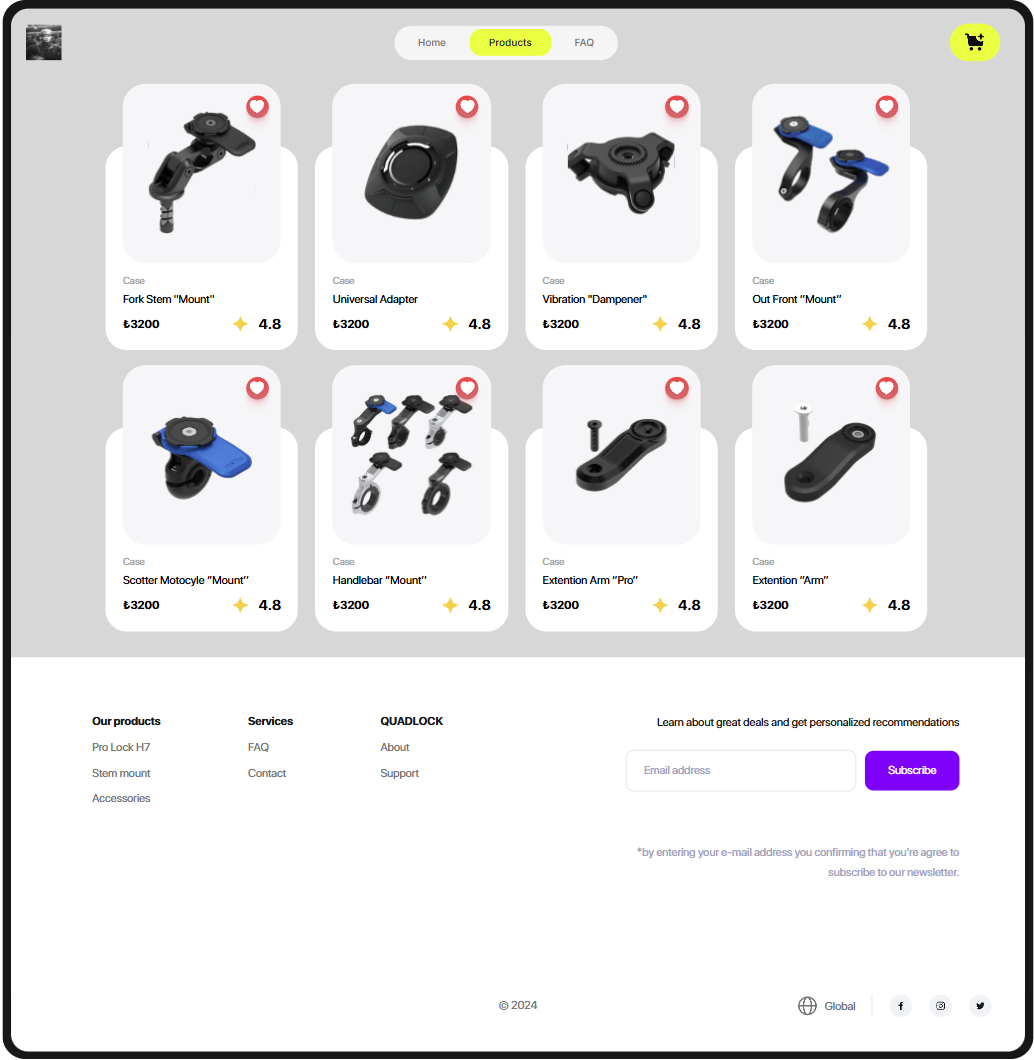 Home Products FAQ
Case Case Case Case
Fork Stem "Mount" Universal Adapter Vibration "Dampener" Out Front “Mount”
₺3200 4.8 ₺3200 4.8 ₺3200 4.8 ₺3200 4.8
Case Case Case Case
Scotter Motocyle “Mount” Handlebar “Mount” Extention Arm “Pro” Extention “Arm”
₺3200 4.8 ₺3200 4.8 ₺3200 4.8 ₺3200 4.8
Our products Services QUADLOCK Learn about great deals and get personalized recommendations
Pro Lock H7 FAQ About
Email address Subscribe
Stem mount Contact Support
Accessories
*by entering your e-mail address you confirming that you’re agree to
subscribe to our newsletter.
© 2024 Global